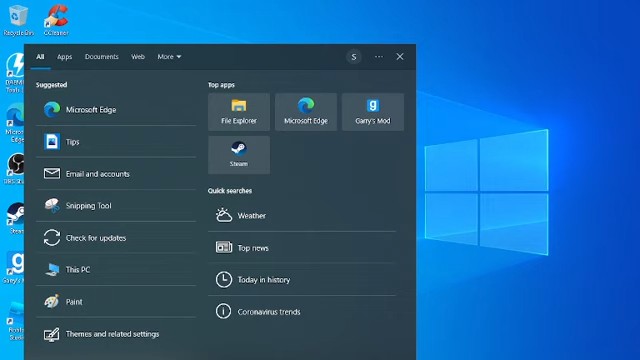 Recycle Bin
CCleaner
All
Apps
Documents
Web
More
S
Suggested
Microsoft Edge
Tips
Email and accounts
Snipping Tool
Check for updates
This PC
Paint
Themes and related settings
Top apps
File Explorer
Microsoft Edge
Garry's Mod
Steam
Quick searches
Weather
Top news
Today in history
Coronavirus trends